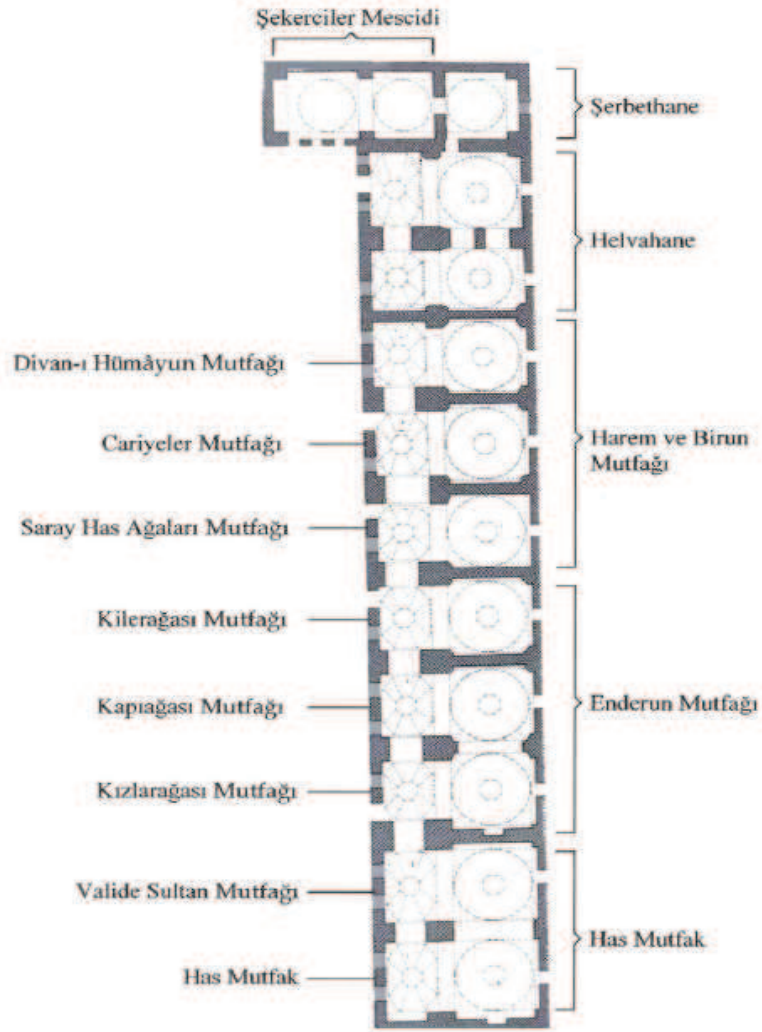 Şekerciler Mescidi
Şerbethane
Helvahane
Divan-ı Hümâyun Mutfağı
Cariyeler Mutfağı
Harem ve Birun
Mutfağı
Saray Has Ağaları Mutfağı
Kilerağası Mutfağı
Kapıağası Mutfağı
Enderun Mutfağı
Kızlarağası Mutfağı
Valide Sultan Mutfağı
Has Mutfak
Has Mutfak